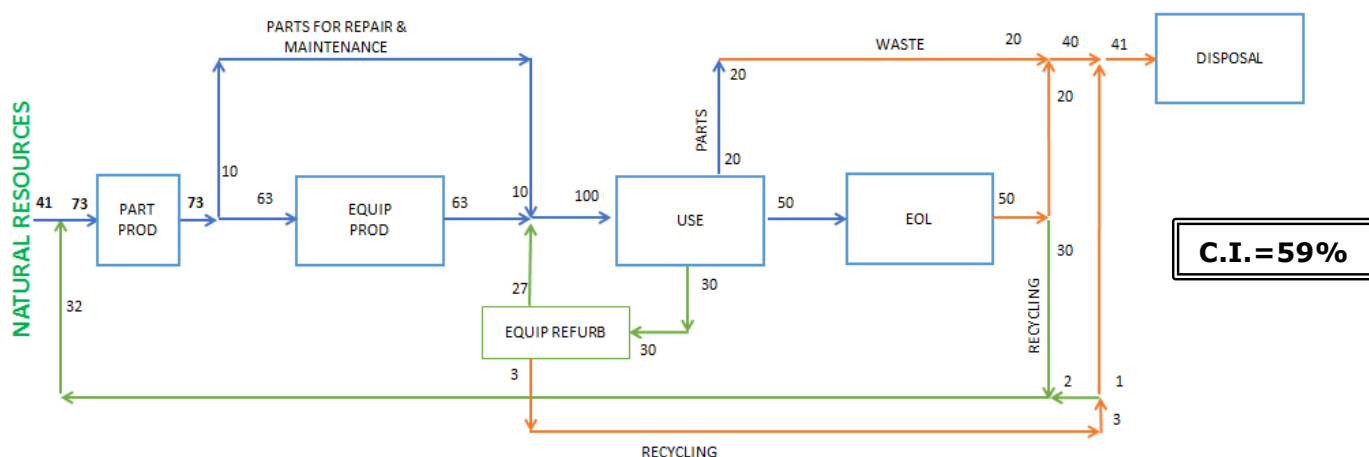 PARTS FOR REPAIR &
MAINTENANCE
WASTE
20
40
41
DISPOSAL
20
20
PARTS
20
NATURAL RESOURCES
41
73
PART
PROD
73
10
63
EQUIP
PROD
63
10
100
USE
50
EOL
50
30
C.I.=59%
32
27
30
EQUIP REFURB
30
RECYCLING
3
2
1
3
RECYCLING